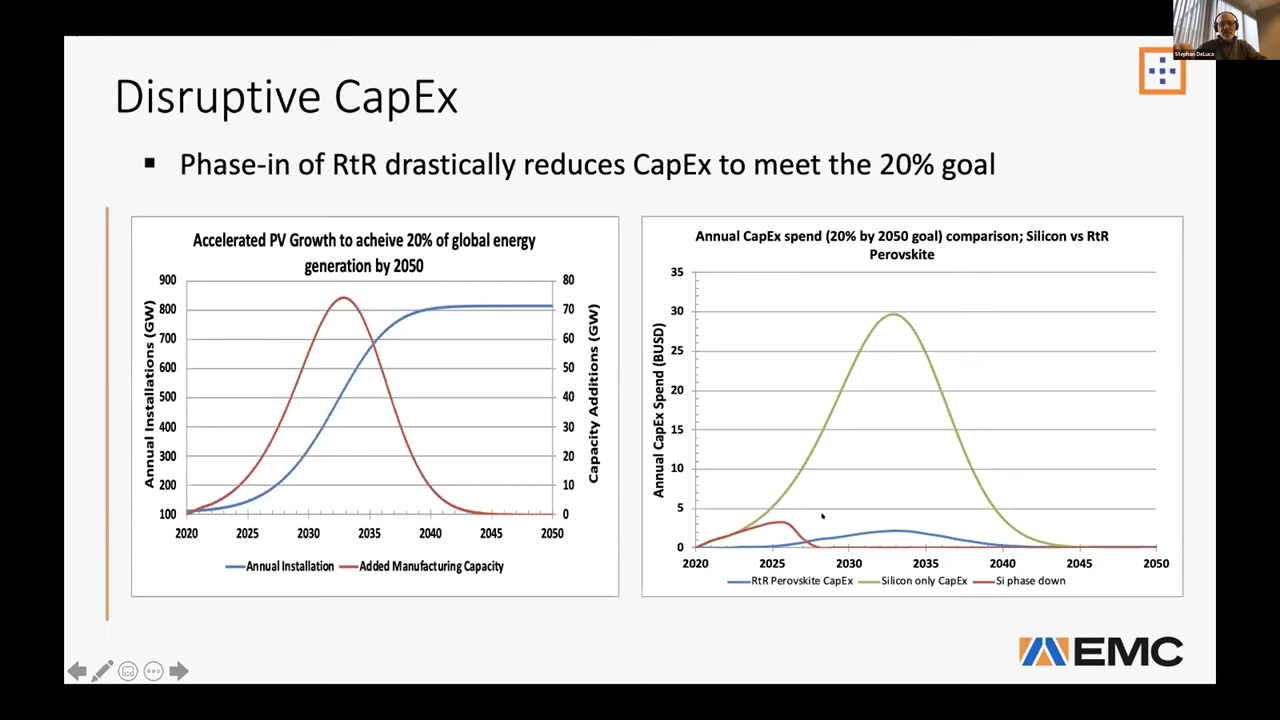 Stephan DeLuca
Disruptive CapEx
▪ Phase-in of RtR drastically reduces CapEx to meet the 20% goal
Accelerated PV Growth to acheive 20% of global energy
generation by 2050
900
800
700
600
500
400
300
200
100
Annual Installations (GW)
80
70
60
50
40
30
20
10
0
Capacity Additions (GW)
2020 2025 2030 2035 2040 2045 2050
Annual Installation Added Manufacturing Capacity
Annual CapEx spend (20% by 2050 goal) comparison; Silicon vs RtR
Perovskite
35
30
25
20
15
10
5
0
Annual CapEx Spend (BUSD)
2020 2025 2030 2035 2040 2045 2050
RtR Perovskite CapEx Silicon only CapEx Si phase down
EMC